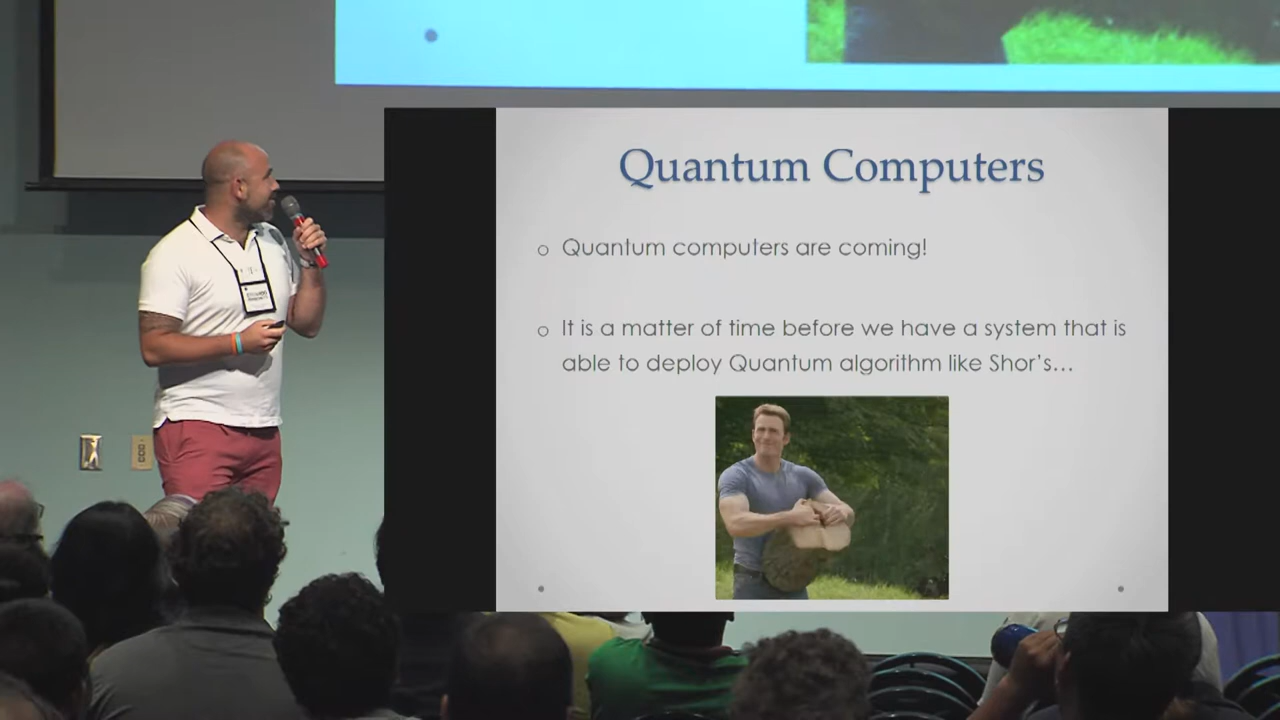 Quantum Computers
Quantum computers are coming!
It is a matter of time before we have a system that is
able to deploy Quantum algorithm like Shor's...